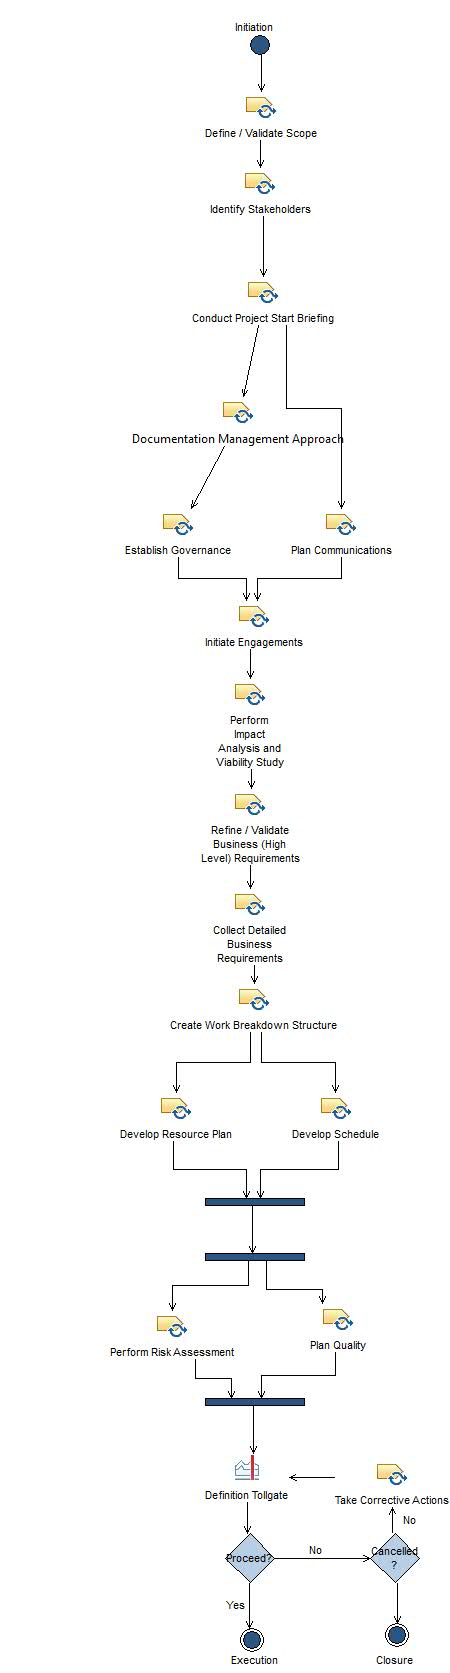 Initiation
Define / Validate Scope
Identify Stakeholders
Conduct Project Start Briefing
Documentation Management Approach
Establish Governance
Plan Communications
Initiate Engagements
Perform
Impact
Analysis and
Viability Study
Refine / Validate
Business (High
Level) Requirements
Collect Detailed
Business
Requirements
Create Work Breakdown Structure
Develop Resource Plan
Develop Schedule
Perform Risk Assessment
Plan Quality
Definition Tollgate
Take Corrective Actions
No
Proceed?
No
Cancelled
?
Yes
Execution
Closure